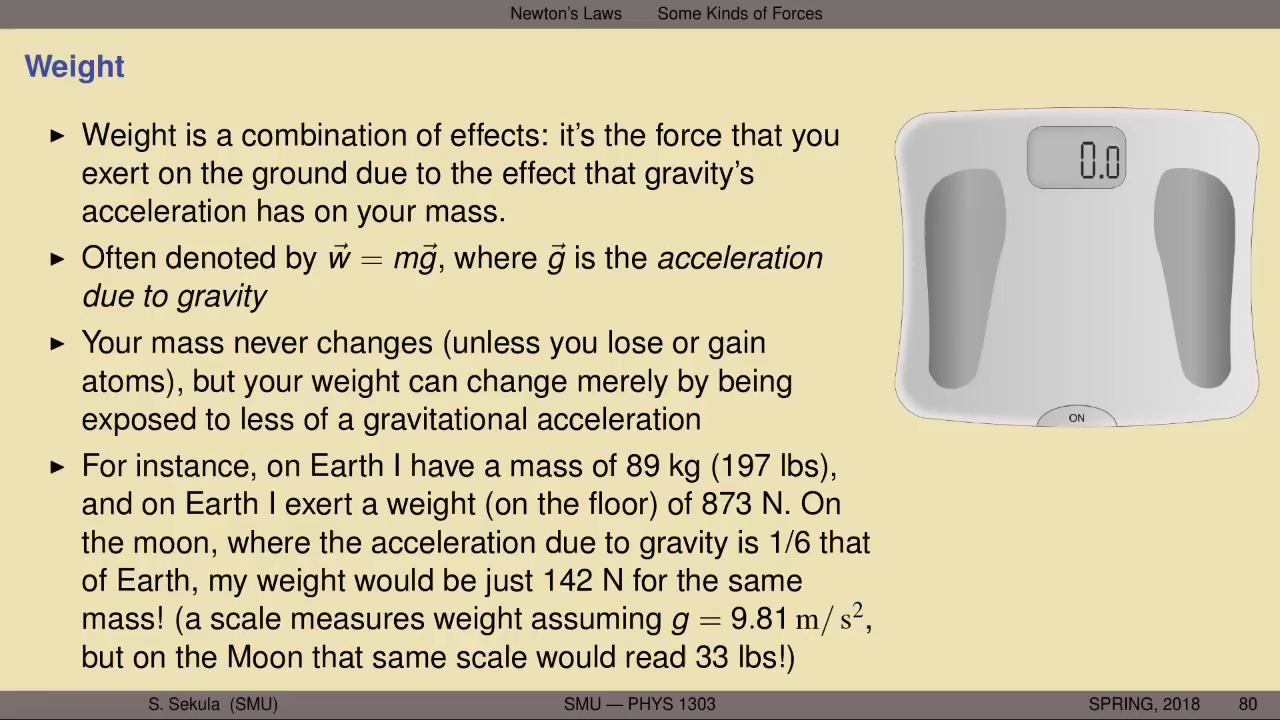 Newton's Laws Some Kinds of Forces
Weight
▶ Weight is a combination of effects: it's the force that you
exert on the ground due to the effect that gravity's
acceleration has on your mass.
▶ Often denoted by w⃗ = mg⃗, where g⃗ is the acceleration
due to gravity
▶ Your mass never changes (unless you lose or gain
atoms), but your weight can change merely by being
exposed to less of a gravitational acceleration
▶ For instance, on Earth I have a mass of 89 kg (197 lbs),
and on Earth I exert a weight (on the floor) of 873 N. On
the moon, where the acceleration due to gravity is 1/6 that
of Earth, my weight would be just 142 N for the same
mass! (a scale measures weight assuming g = 9.81 m/ s²,
but on the Moon that same scale would read 33 lbs!)
0.0
ON
S. Sekula (SMU) SMU — PHYS 1303 SPRING, 2018 80